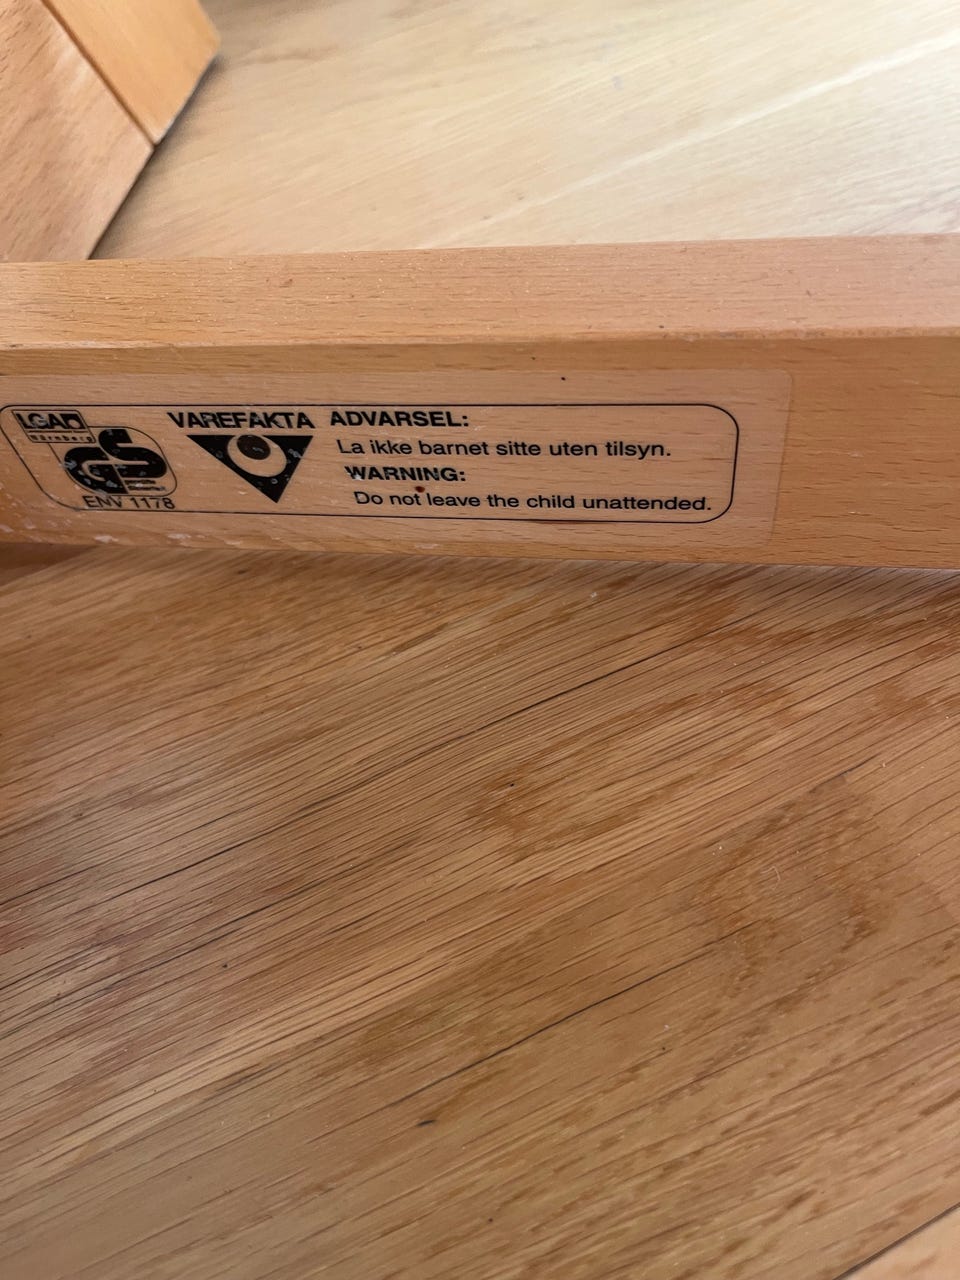 LGA
Nürnberg
GS
ENV 1178
VAREFAKTA
ADVARSEL:
La ikke barnet sitte uten tilsyn.
WARNING:
Do not leave the child unattended.